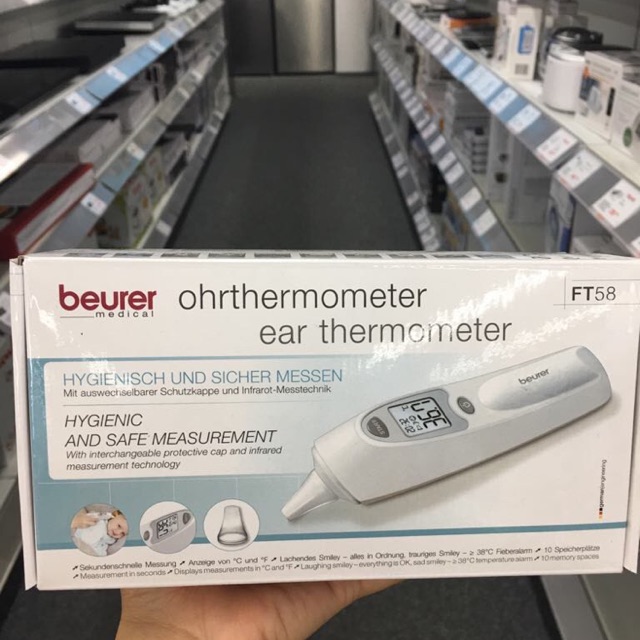 beurer
medical
ohrthermometer
ear thermometer
FT58
HYGIENISCH UND SICHER MESSEN
Mit auswechselbarer Schutzkappe und Infrarot-Messtechnik
HYGIENIC
AND SAFE MEASUREMENT
With interchangeable protective cap and infrared
measurement technology
beurer
↗ Sekundenschnelle Messung ↗ Anzeige von °C und °F ↗ Lachendes Smiley – alles in Ordnung, trauriges Smiley – ≥ 38°C Fieberalarm ↗ 10 Speicherplätze
↗ Measurement in seconds ↗ Displays measurements in °C and °F ↗ Laughing smiley – everything is OK, sad smiley – ≥ 38°C temperature alarm ↗ 10 memory spaces